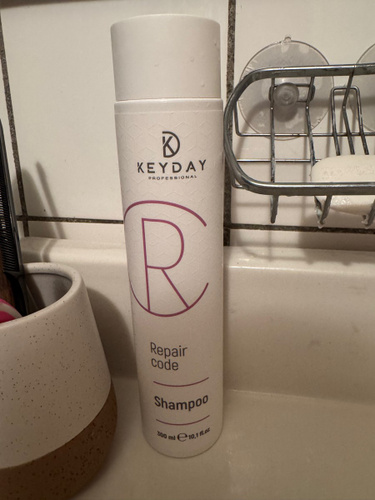 KEYDAY
PROFESSIONAL
R
Repair
code
Shampoo
300 ml e 10,1 fl.oz